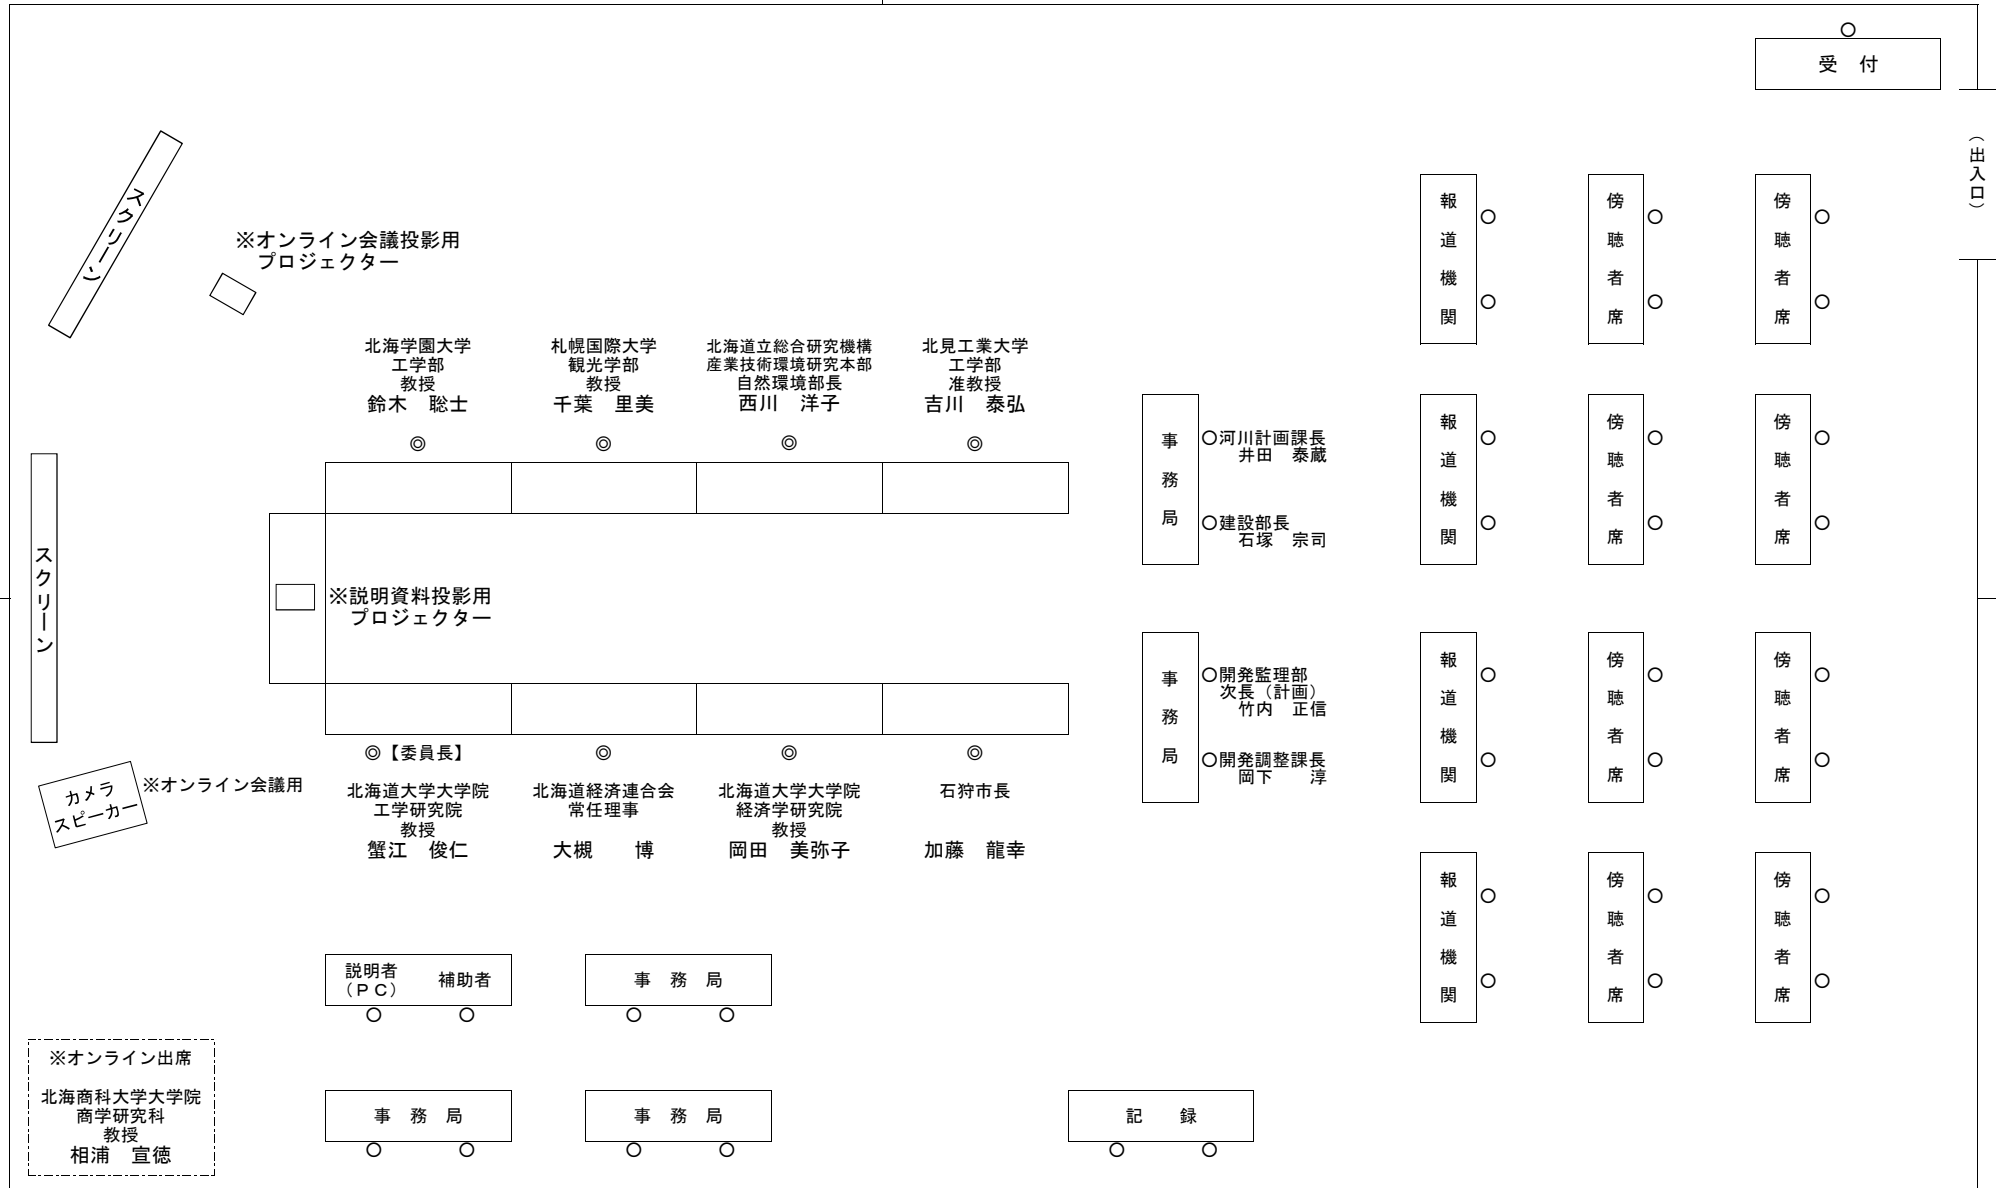 受　付
（出入口）
スクリーン
※オンライン会議投影用
プロジェクター
北海学園大学
工学部
教授
鈴木　聡士
札幌国際大学
観光学部
教授
千葉　里美
北海道立総合研究機構
産業技術環境研究本部
自然環境部長
西川　洋子
北見工業大学
工学部
准教授
吉川　泰弘
◎
◎
◎
◎
事務局
○河川計画課長
井田　泰蔵
○建設部長
石塚　宗司
報道機関
傍聴者席
傍聴者席
報道機関
傍聴者席
傍聴者席
スクリーン
※説明資料投影用
プロジェクター
事務局
○開発監理部
次長（計画）
竹内　正信
○開発調整課長
岡下　　淳
報道機関
傍聴者席
傍聴者席
◎【委員長】
◎
◎
◎
カメラ
スピーカー
※オンライン会議用
北海道大学大学院
工学研究院
教授
蟹江　俊仁
北海道経済連合会
常任理事
大槻　　博
北海道大学大学院
経済学研究院
教授
岡田　美弥子
石狩市長
加藤　龍幸
報道機関
傍聴者席
傍聴者席
説明者
（ＰＣ）
補助者
事　務　局
※オンライン出席
北海商科大学大学院
商学研究科
教授
相浦　宣徳
事　務　局
事　務　局
記　　録